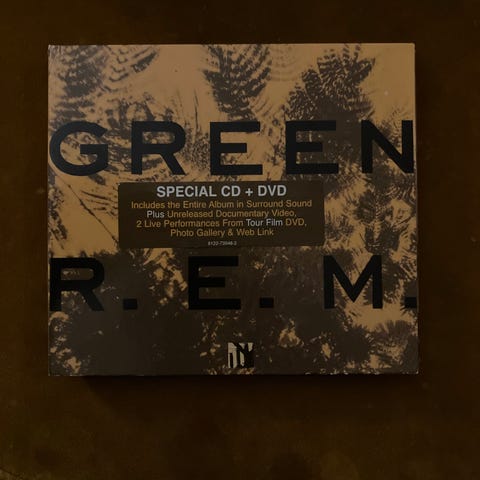 GREEN
SPECIAL CD + DVD
Includes the Entire Album in Surround Sound
Plus Unreleased Documentary Video,
2 Live Performances From Tour Film DVD,
Photo Gallery & Web Link
R. E. M.